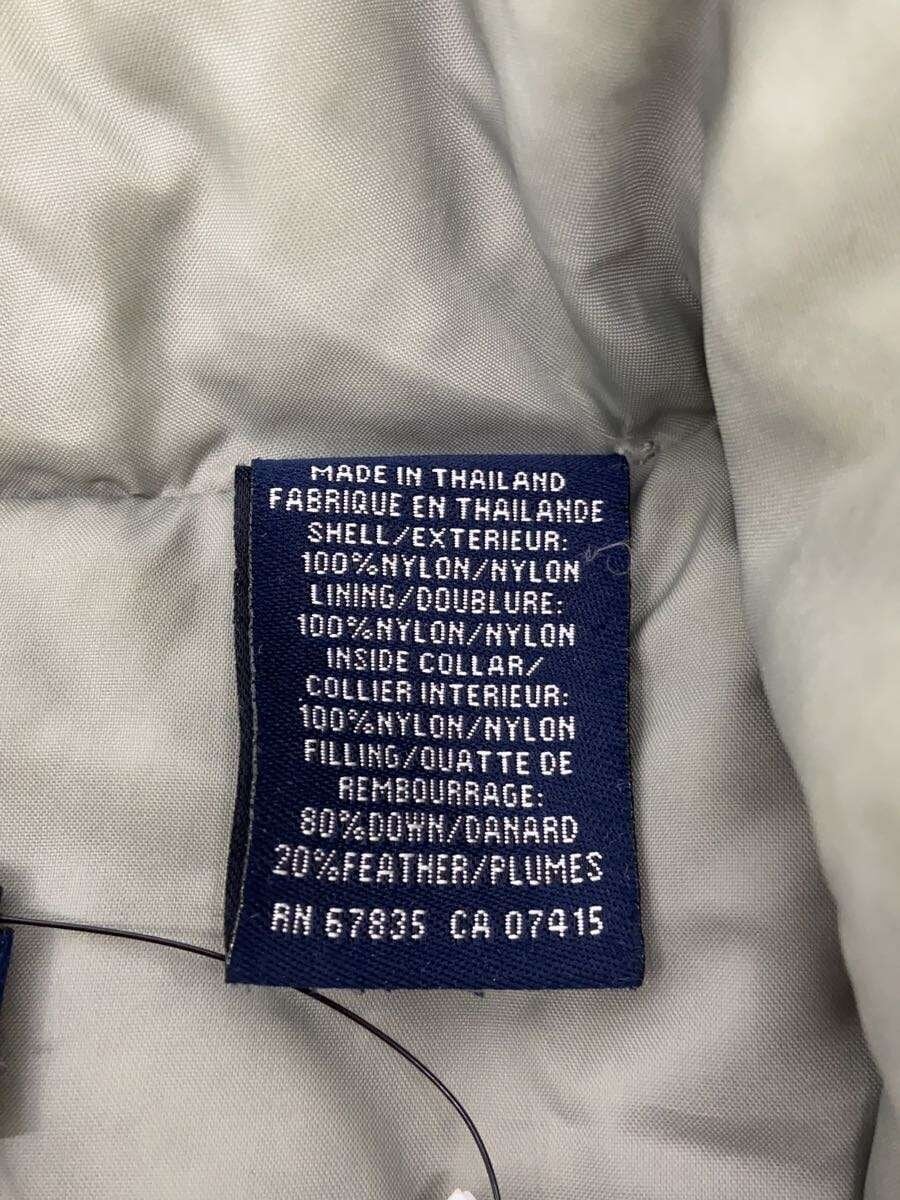 MADE IN THAILAND
FABRIQUE EN THAILANDE
SHELL/EXTERIEUR:
100%NYLON/NYLON
LINING/DOUBLURE:
100%NYLON/NYLON
INSIDE COLLAR/
COLLIER INTERIEUR:
100%NYLON/NYLON
FILLING/OUATTE DE
REMBOURRAGE:
80%DOWN/DANARD
20%FEATHER/PLUMES
RN 67835 CA 07415